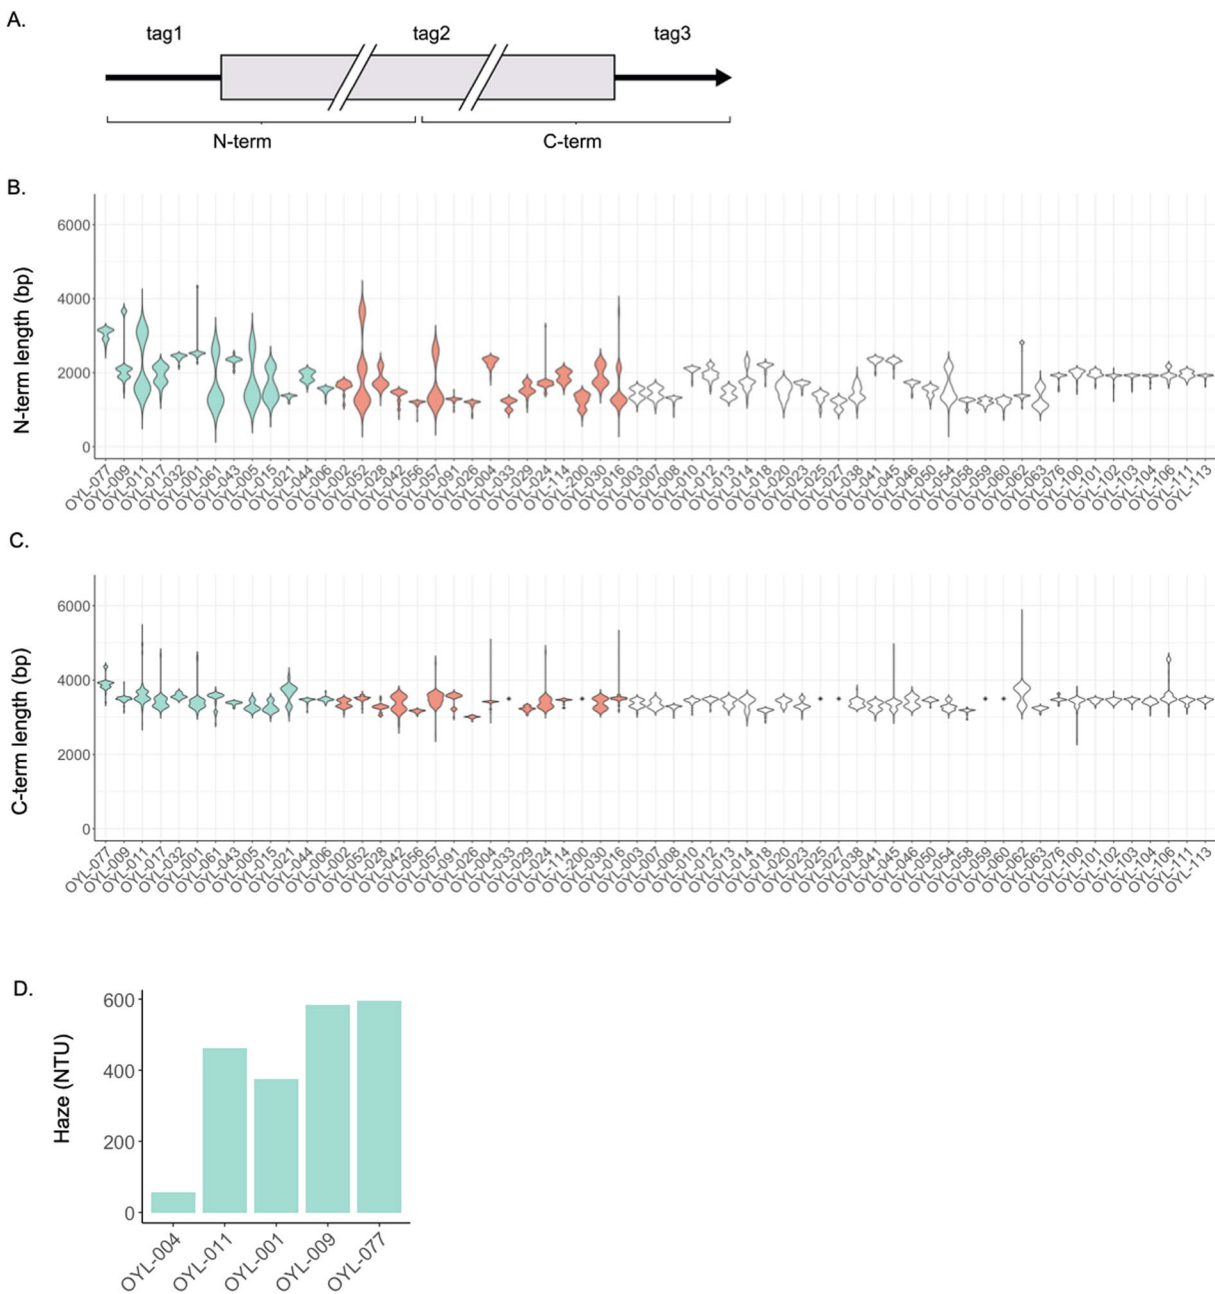 A.
tag1 tag2 tag3
N-term C-term
B.
N-term length (bp)
6000
4000
2000
0
OYL-077 OYL-009 OYL-011 OYL-017 OYL-032 OYL-001 OYL-061 OYL-043 OYL-005 OYL-015 OYL-021 OYL-044 OYL-006 OYL-002 OYL-052 OYL-028 OYL-042 OYL-056 OYL-057 OYL-091 OYL-026 OYL-004 OYL-033 OYL-029 OYL-024 OYL-114 OYL-200 OYL-030 OYL-016 OYL-003 OYL-007 OYL-008 OYL-010 OYL-012 OYL-013 OYL-014 OYL-018 OYL-020 OYL-023 OYL-025 OYL-027 OYL-038 OYL-041 OYL-045 OYL-046 OYL-050 OYL-054 OYL-058 OYL-059 OYL-060 OYL-062 OYL-063 OYL-076 OYL-100 OYL-101 OYL-102 OYL-103 OYL-104 OYL-106 OYL-111 OYL-113
C.
C-term length (bp)
6000
4000
2000
0
OYL-077 OYL-009 OYL-011 OYL-017 OYL-032 OYL-001 OYL-061 OYL-043 OYL-005 OYL-015 OYL-021 OYL-044 OYL-006 OYL-002 OYL-052 OYL-028 OYL-042 OYL-056 OYL-057 OYL-091 OYL-026 OYL-004 OYL-033 OYL-029 OYL-024 OYL-114 OYL-200 OYL-030 OYL-016 OYL-003 OYL-007 OYL-008 OYL-010 OYL-012 OYL-013 OYL-014 OYL-018 OYL-020 OYL-023 OYL-025 OYL-027 OYL-038 OYL-041 OYL-045 OYL-046 OYL-050 OYL-054 OYL-058 OYL-059 OYL-060 OYL-062 OYL-063 OYL-076 OYL-100 OYL-101 OYL-102 OYL-103 OYL-104 OYL-106 OYL-111 OYL-113
D.
Haze (NTU)
600
400
200
0
OYL-004 OYL-011 OYL-001 OYL-009 OYL-077